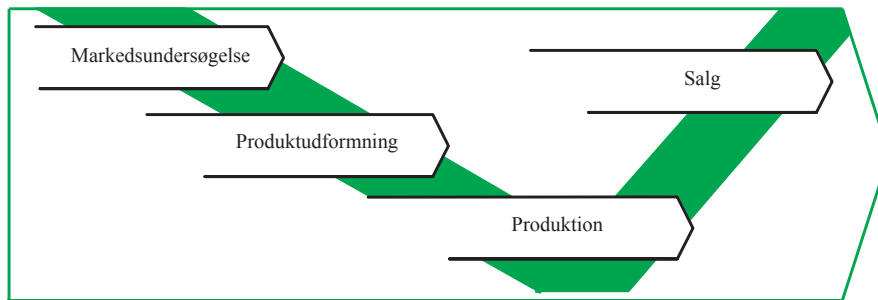 Markedsundersøgelse
Salg
Produktudformning
Produktion